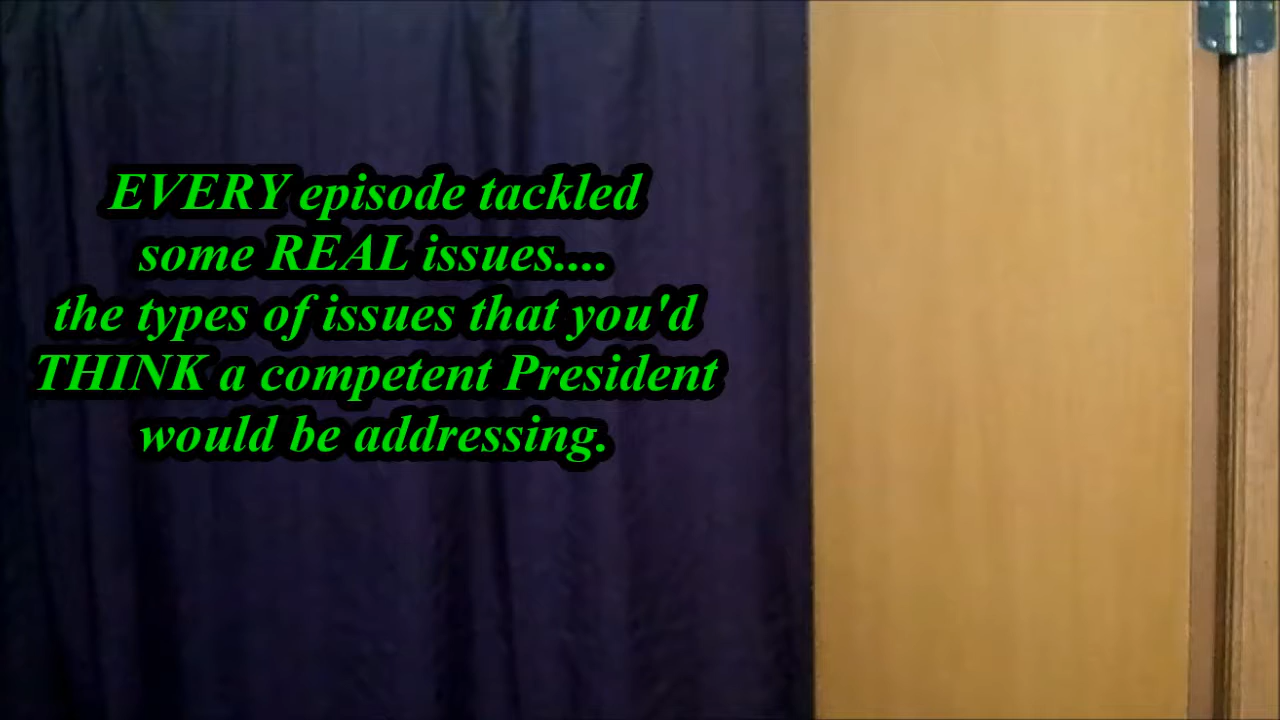 EVERY episode tackled
some REAL issues....
the types of issues that you'd
THINK a competent President
would be addressing.